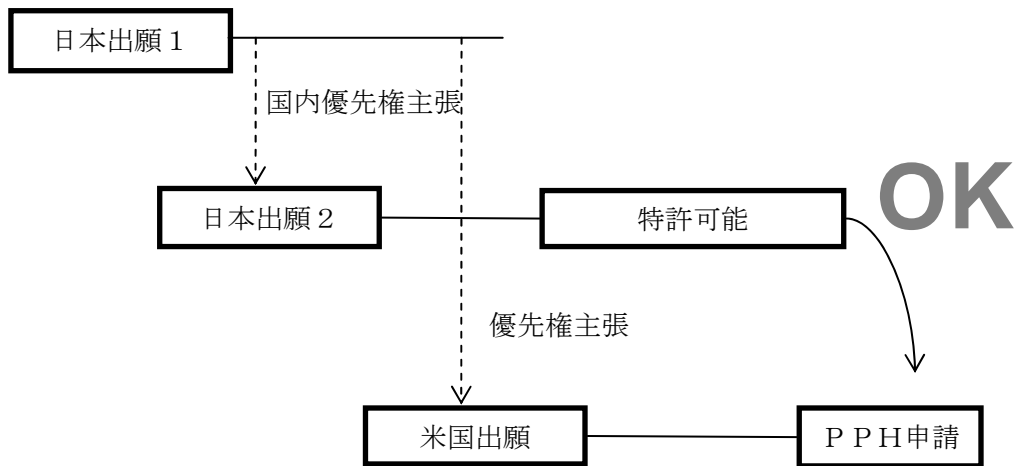 日本出願１
国内優先権主張
OK
日本出願２
特許可能
優先権主張
米国出願
ＰＰＨ申請